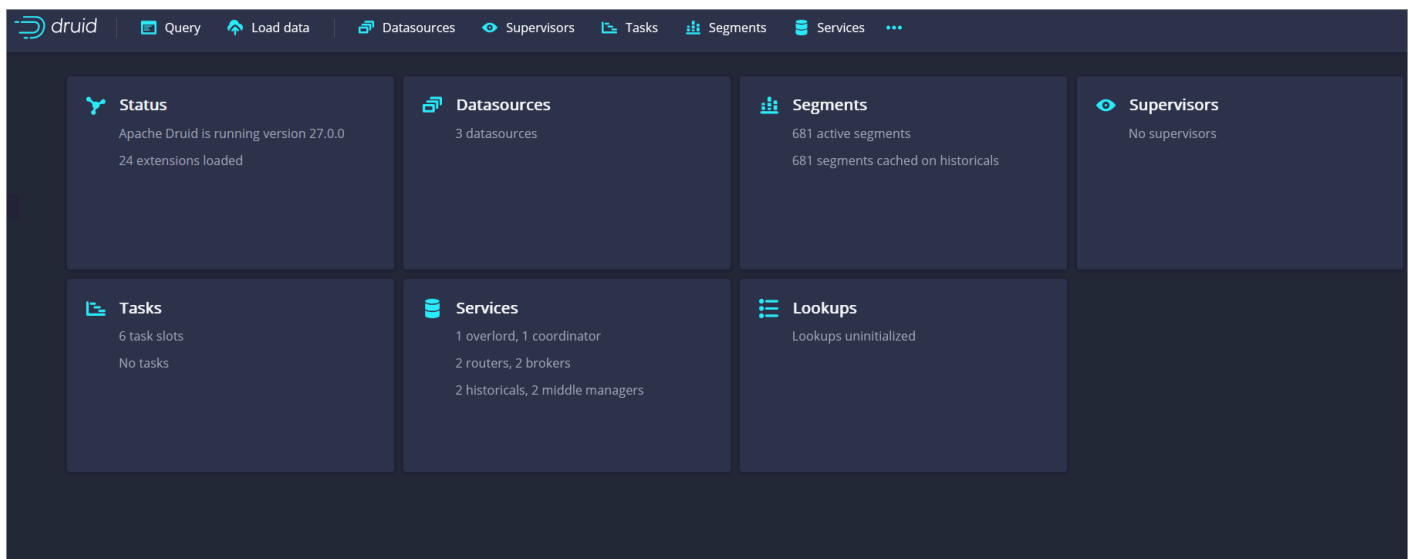 druid Query Load data Datasources Supervisors Tasks Segments Services
Status
Apache Druid is running version 27.0.0
24 extensions loaded
Datasources
3 datasources
Segments
681 active segments
681 segments cached on historicals
Supervisors
No supervisors
Tasks
6 task slots
No tasks
Services
1 overlord, 1 coordinator
2 routers, 2 brokers
2 historicals, 2 middle managers
Lookups
Lookups uninitialized